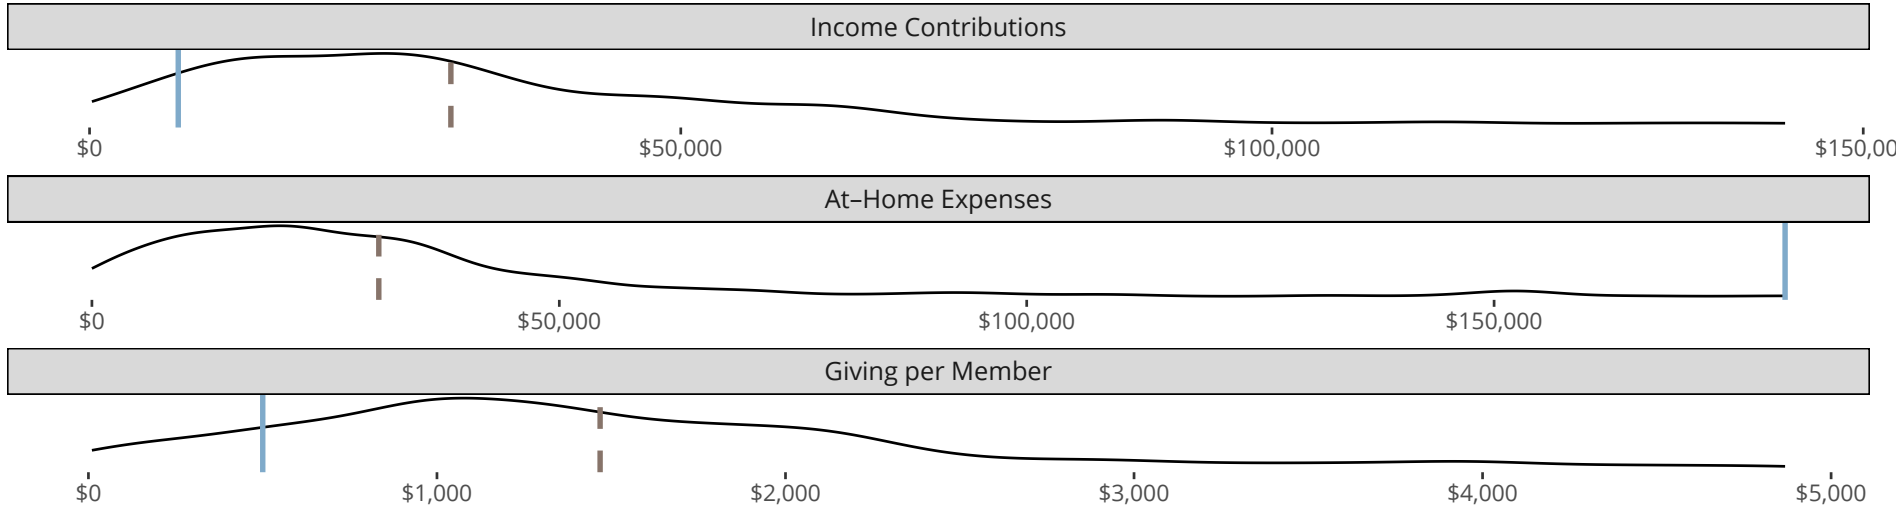 Income Contributions
$0 $50,000 $100,000 $150,00
At–Home Expenses
$0 $50,000 $100,000 $150,000
Giving per Member
$0 $1,000 $2,000 $3,000 $4,000 $5,000